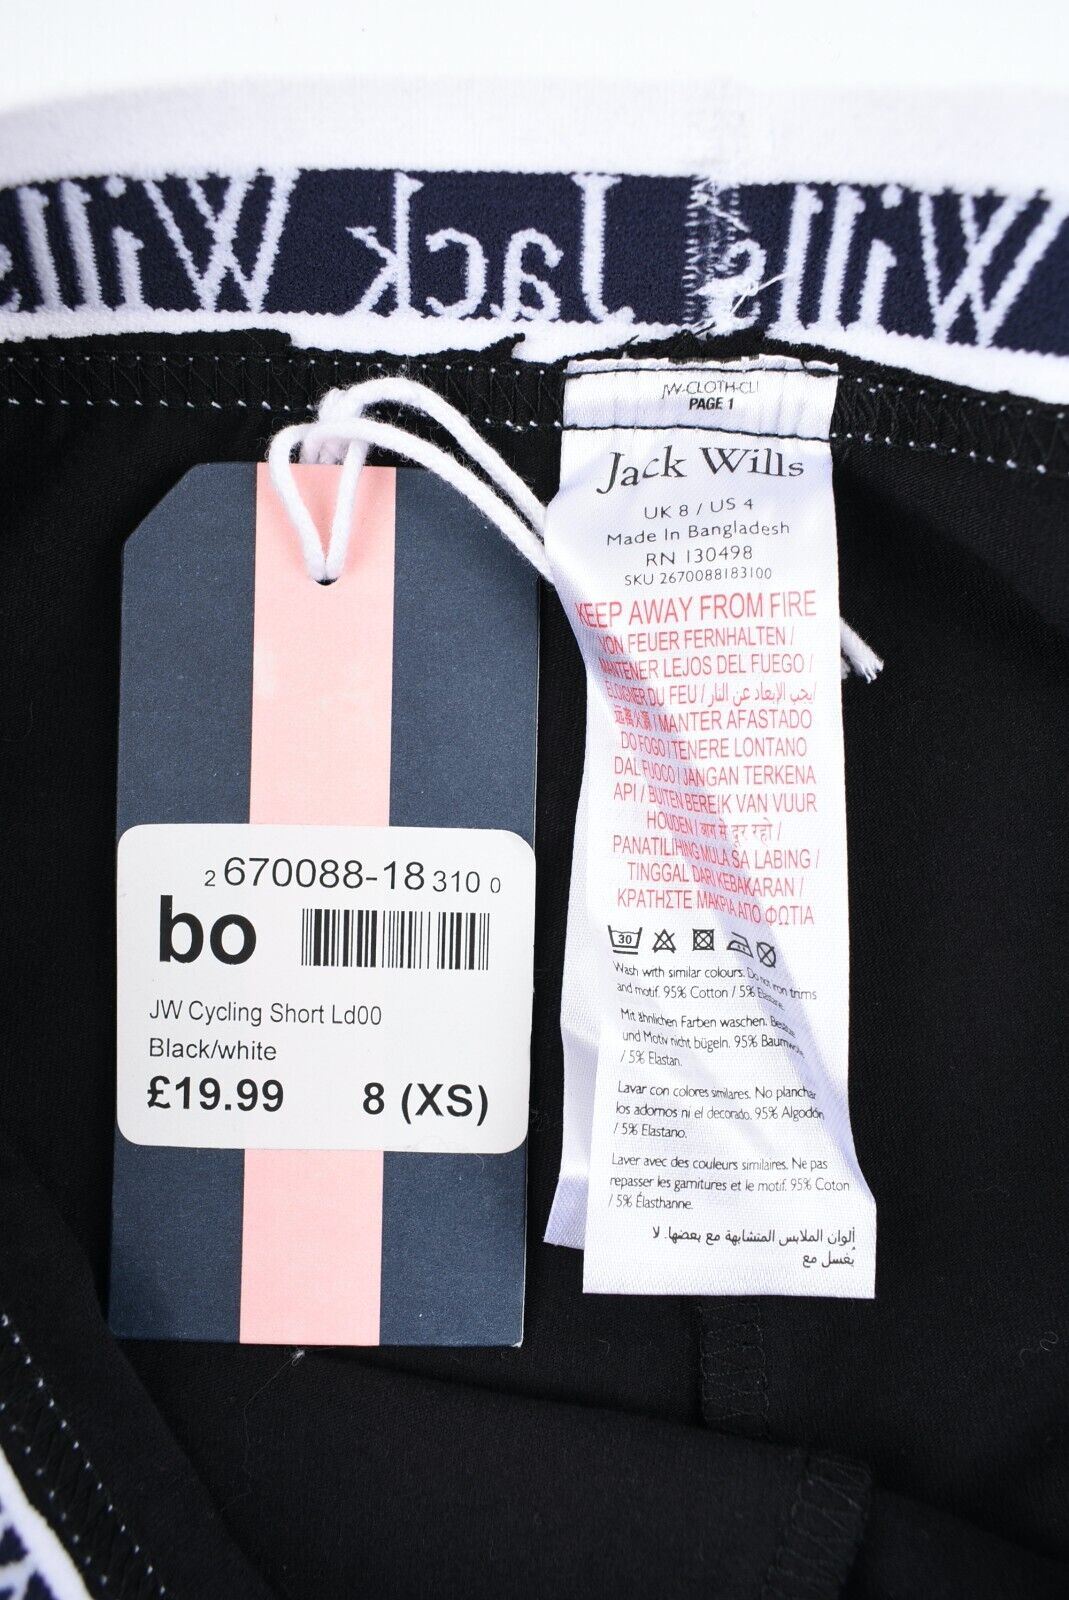 Jack Wills
JW-CLOTH-CLI
PAGE 1
Jack Wills
UK 8 / US 4
Made In Bangladesh
RN 130498
SKU 2670088183100
KEEP AWAY FROM FIRE
VON FEUER FERNHALTEN /
MANTENER LEJOS DEL FUEGO /
ÉLOIGNER DU FEU / يجب الإبعاد عن النار /
远离火源 / MANTER AFASTADO
DO FOGO / TENERE LONTANO
DAL FUOCO / JANGAN TERKENA
API / BUITEN BEREIK VAN VUUR
HOUDEN / आग से दूर रहो /
PANATILIHING MULA SA LABING /
TINGGAL DARI KEBAKARAN /
ΚΡΑΤΗΣΤΕ ΜΑΚΡΙΑ ΑΠΟ ΦΩΤΙΑ
30
Wash with similar colours. Do not iron trims
and motif. 95% Cotton / 5% Elastane.
Mit ähnlichen Farben waschen. Besätze
und Motiv nicht bügeln. 95% Baumwolle
/ 5% Elastan.
Lavar con colores similares. No planchar
los adornos ni el decorado. 95% Algodón
/ 5% Elastano.
Laver avec des couleurs similaires. Ne pas
repasser les garnitures et le motif. 95% Coton
/ 5% Élasthanne.
ألوان الملابس المتشابهة مع بعضها. لا
يُغسل مع
2 670088-18 310 0
bo
JW Cycling Short Ld00
Black/white
£19.99 8 (XS)